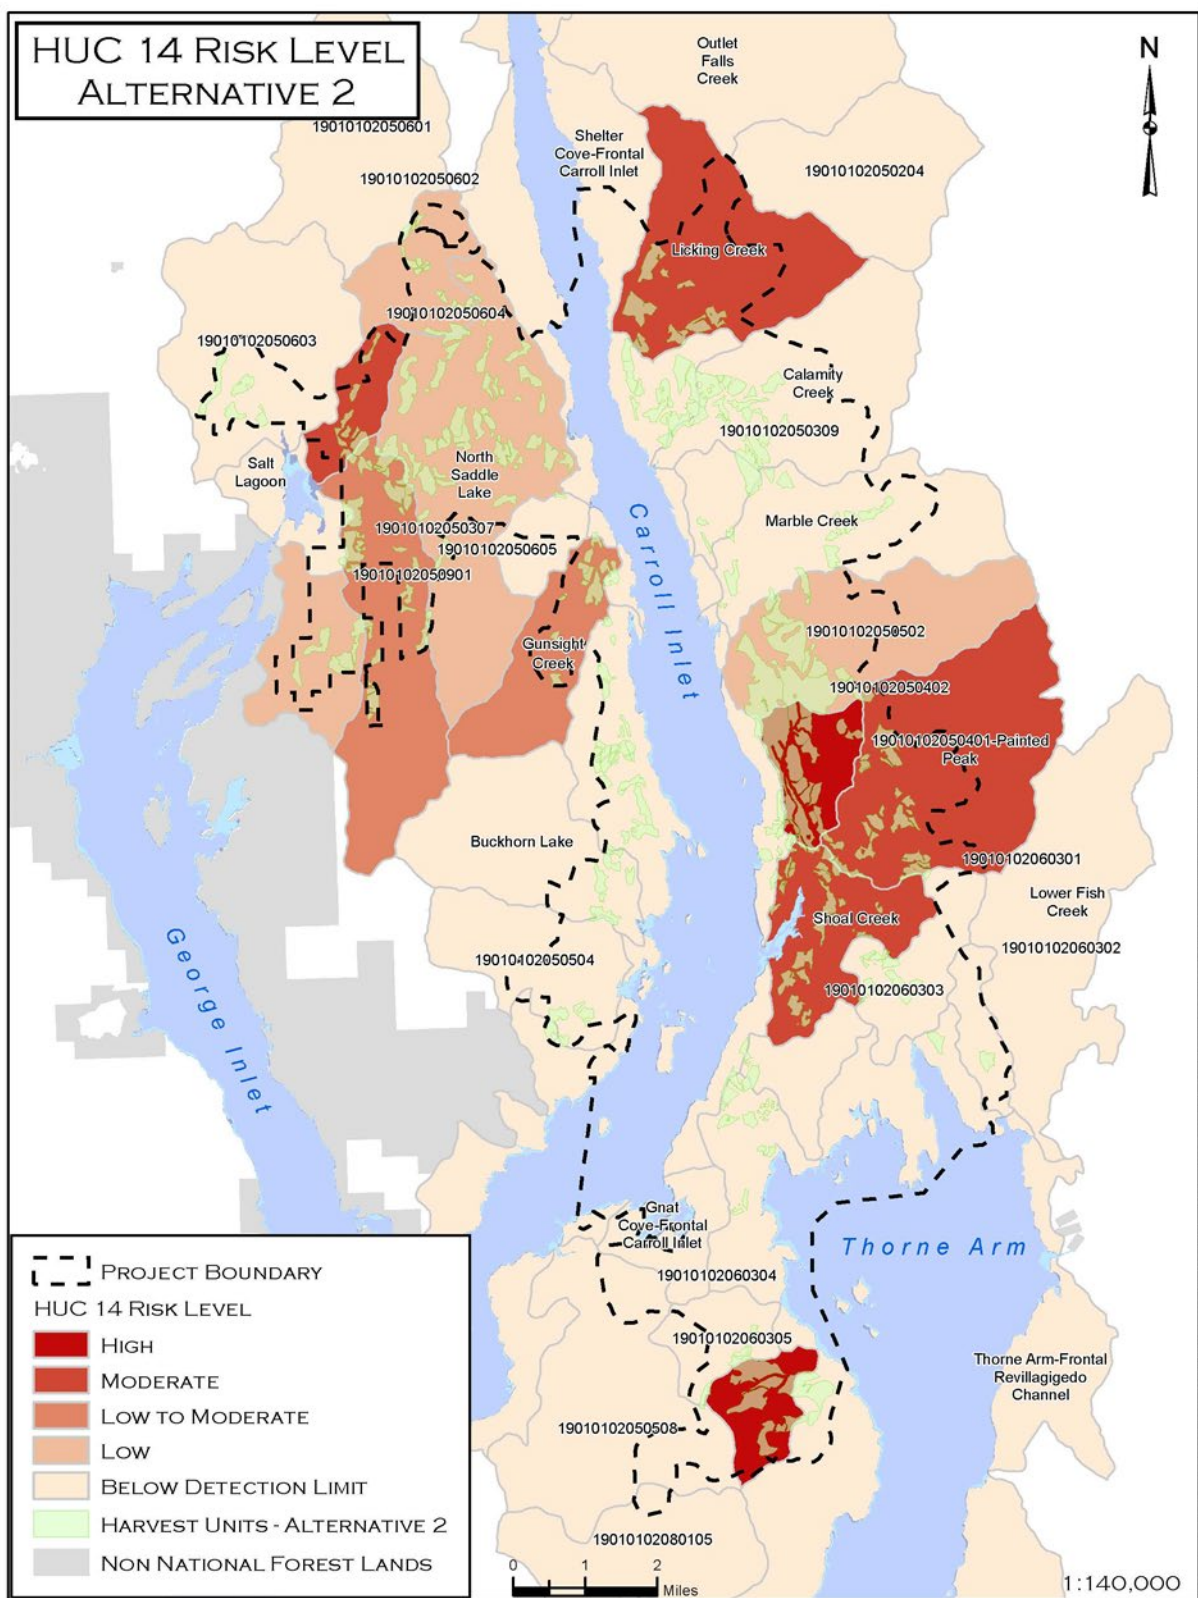 HUC 14 RISK LEVEL
ALTERNATIVE 2
N
Outlet
Falls
Creek
19010102050601
Shelter
Cove-Frontal
Carroll Inlet
19010102050602
19010102050204
Licking Creek
19010102050604
19010102050603
Calamity
Creek
19010102050309
Salt
Lagoon
North
Saddle
Lake
Carroll Inlet
Marble Creek
19010102050307
19010102050605
19010102050901
19010102050502
Gunsight
Creek
19010102050402
19010102050401-Painted
Peak
Buckhorn Lake
19010102060301
Lower Fish
Creek
Shoal Creek
19010102060302
19010102050504
19010102060303
George Inlet
Gnat
Cove-Frontal
Carroll Inlet
Thorne Arm
19010102060304
19010102060305
Thorne Arm-Frontal
Revillagigedo
Channel
19010102050508
19010102080105
PROJECT BOUNDARY
HUC 14 RISK LEVEL
HIGH
MODERATE
LOW TO MODERATE
LOW
BELOW DETECTION LIMIT
HARVEST UNITS - ALTERNATIVE 2
NON NATIONAL FOREST LANDS
0 1 2
Miles
1:140,000